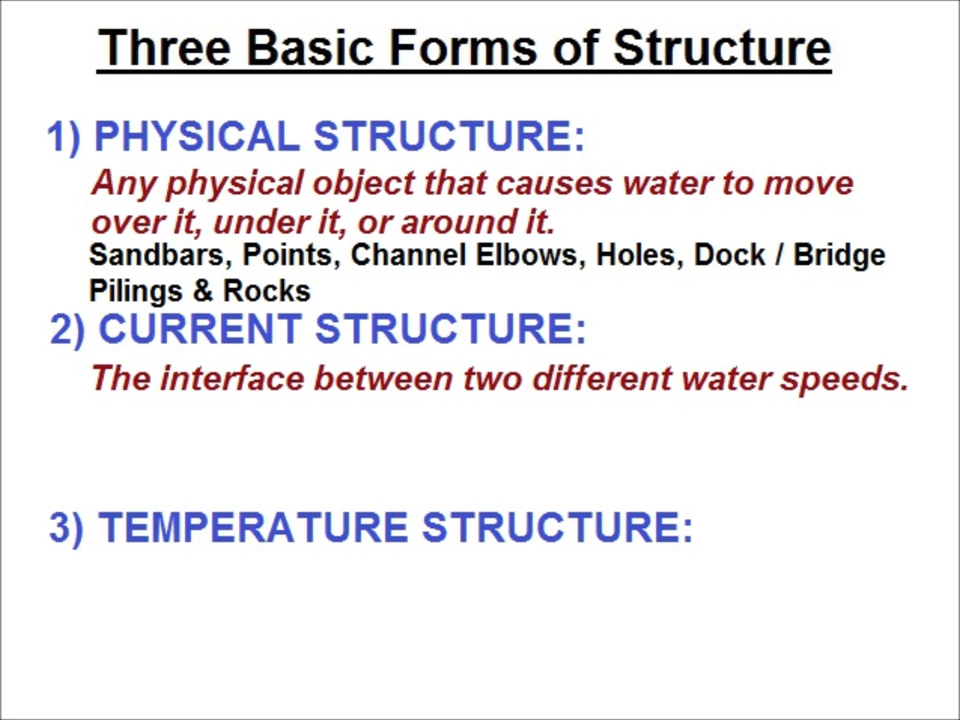 Three Basic Forms of Structure
1) PHYSICAL STRUCTURE:
Any physical object that causes water to move
over it, under it, or around it.
Sandbars, Points, Channel Elbows, Holes, Dock / Bridge
Pilings & Rocks
2) CURRENT STRUCTURE:
The interface between two different water speeds.
3) TEMPERATURE STRUCTURE: